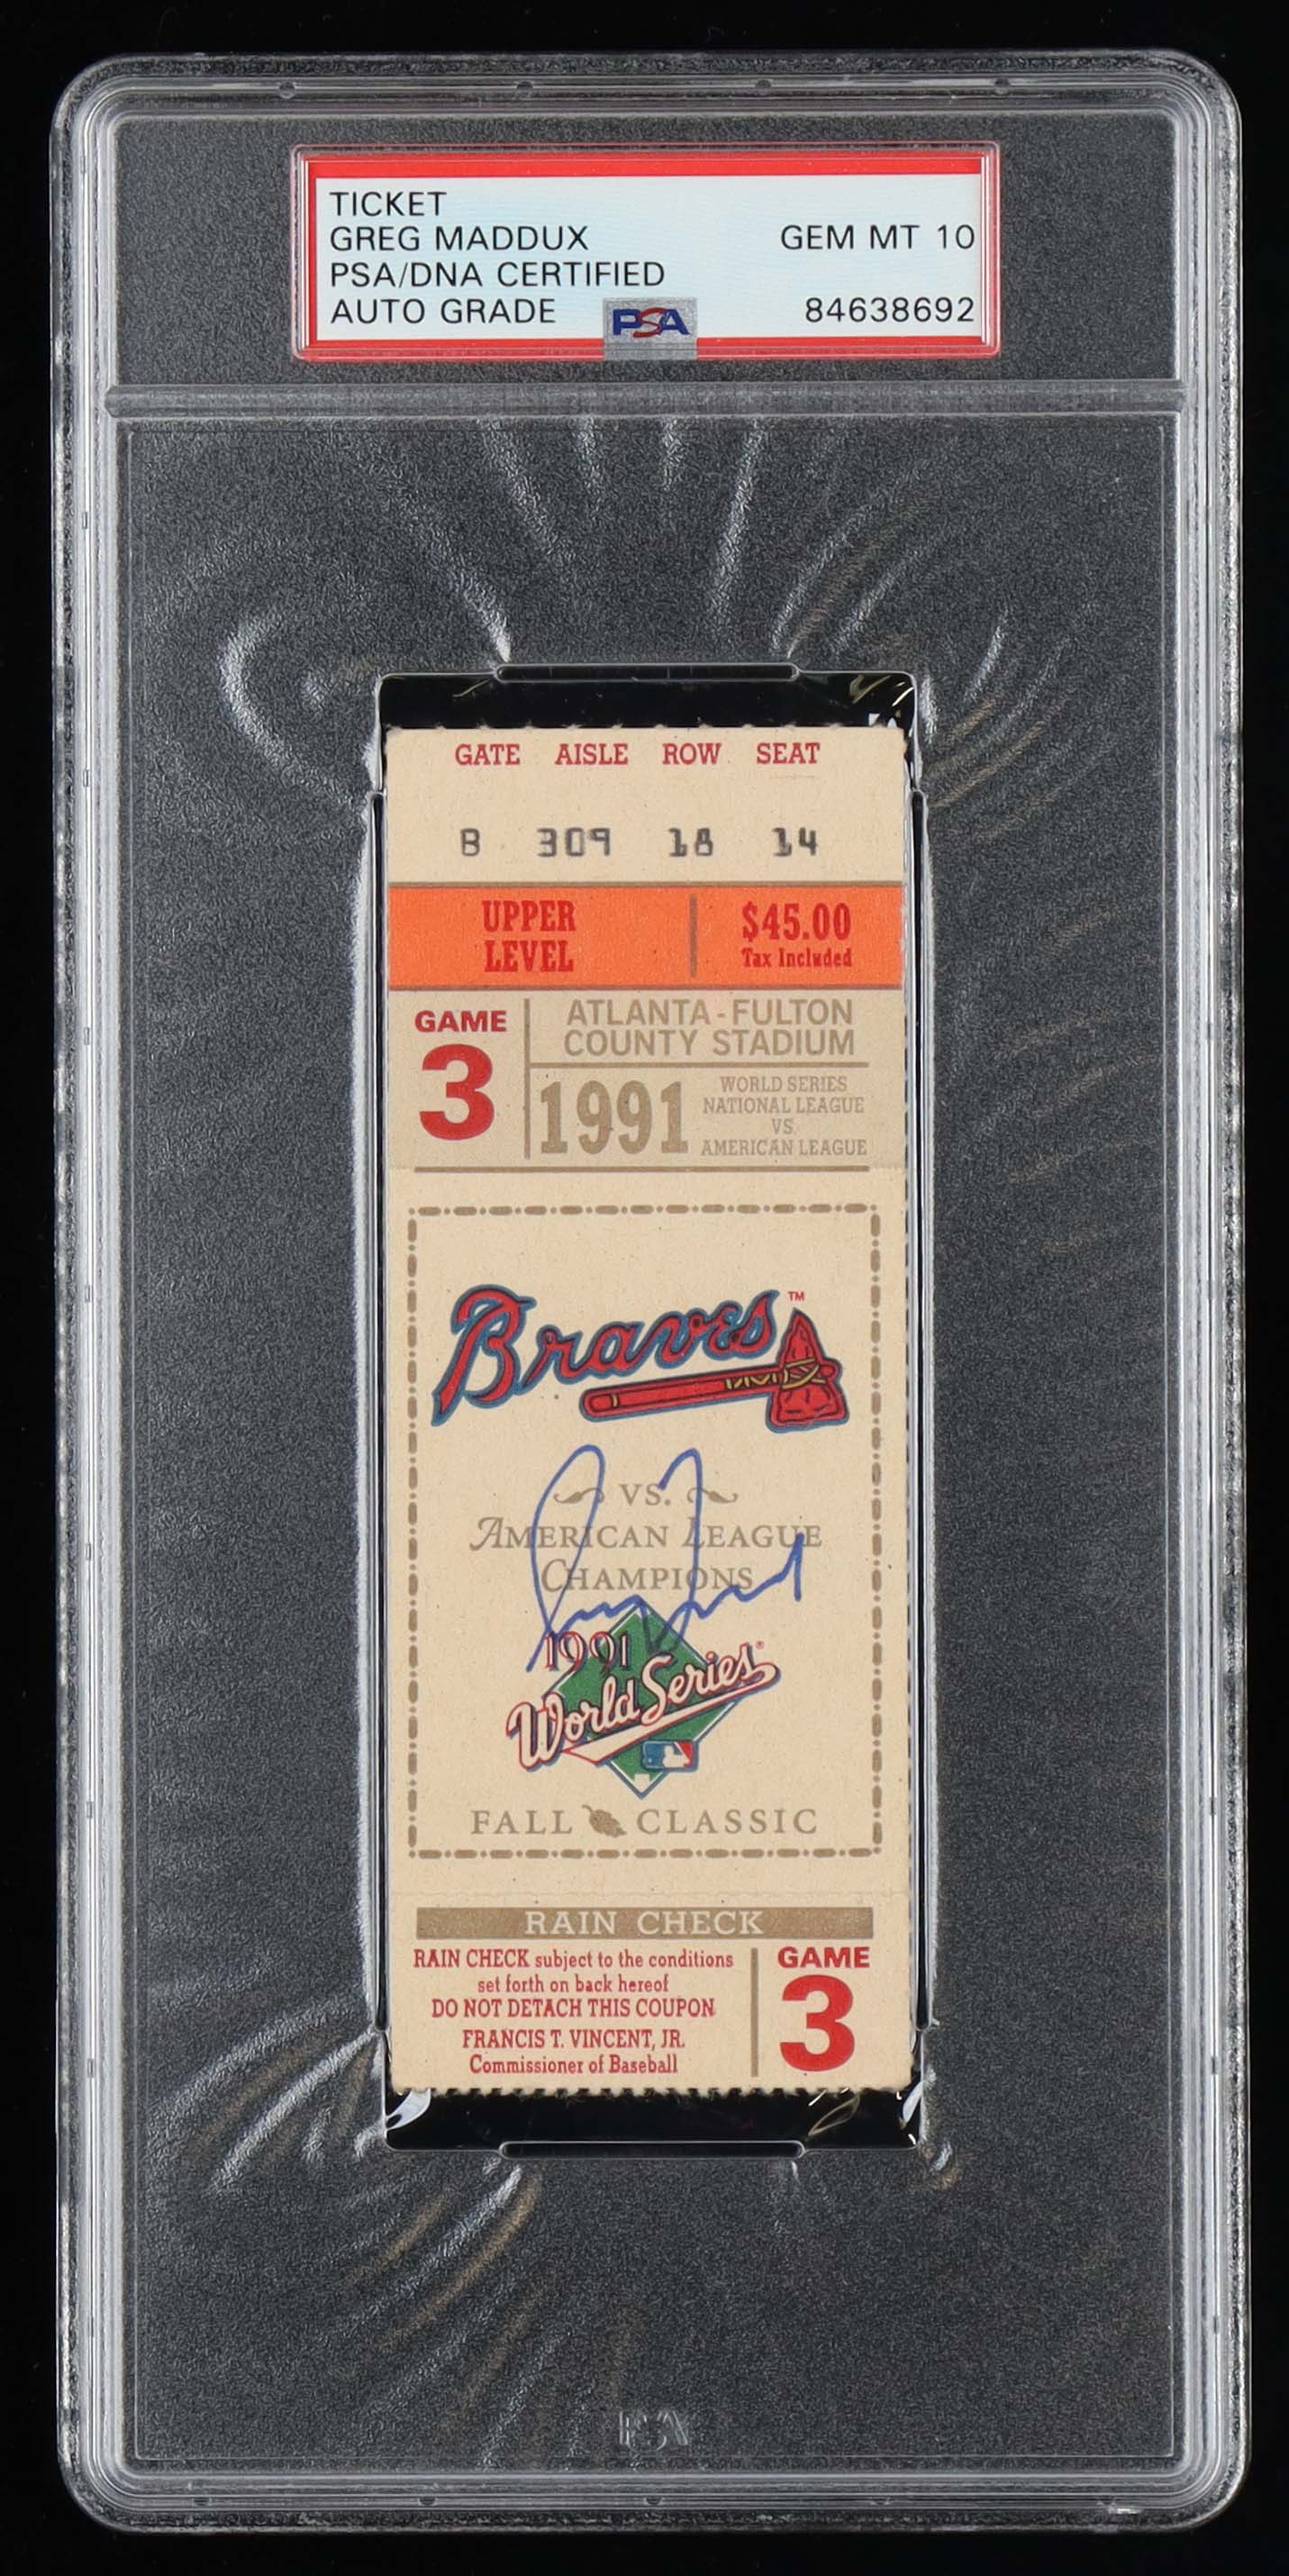 TICKET
GREG MADDUX
PSA/DNA CERTIFIED
AUTO GRADE
GEM MT 10
84638692
PSA
GATE AISLE ROW SEAT
B 309 18 14
UPPER
LEVEL
$45.00
Tax Included
GAME
3
ATLANTA-FULTON
COUNTY STADIUM
1991
WORLD SERIES
NATIONAL LEAGUE
VS.
AMERICAN LEAGUE
Braves™
VS.
AMERICAN LEAGUE
CHAMPIONS
1991
World Series®
FALL CLASSIC
RAIN CHECK
RAIN CHECK subject to the conditions
set forth on back hereof
DO NOT DETACH THIS COUPON
FRANCIS T. VINCENT, JR.
Commissioner of Baseball
GAME
3
PSA